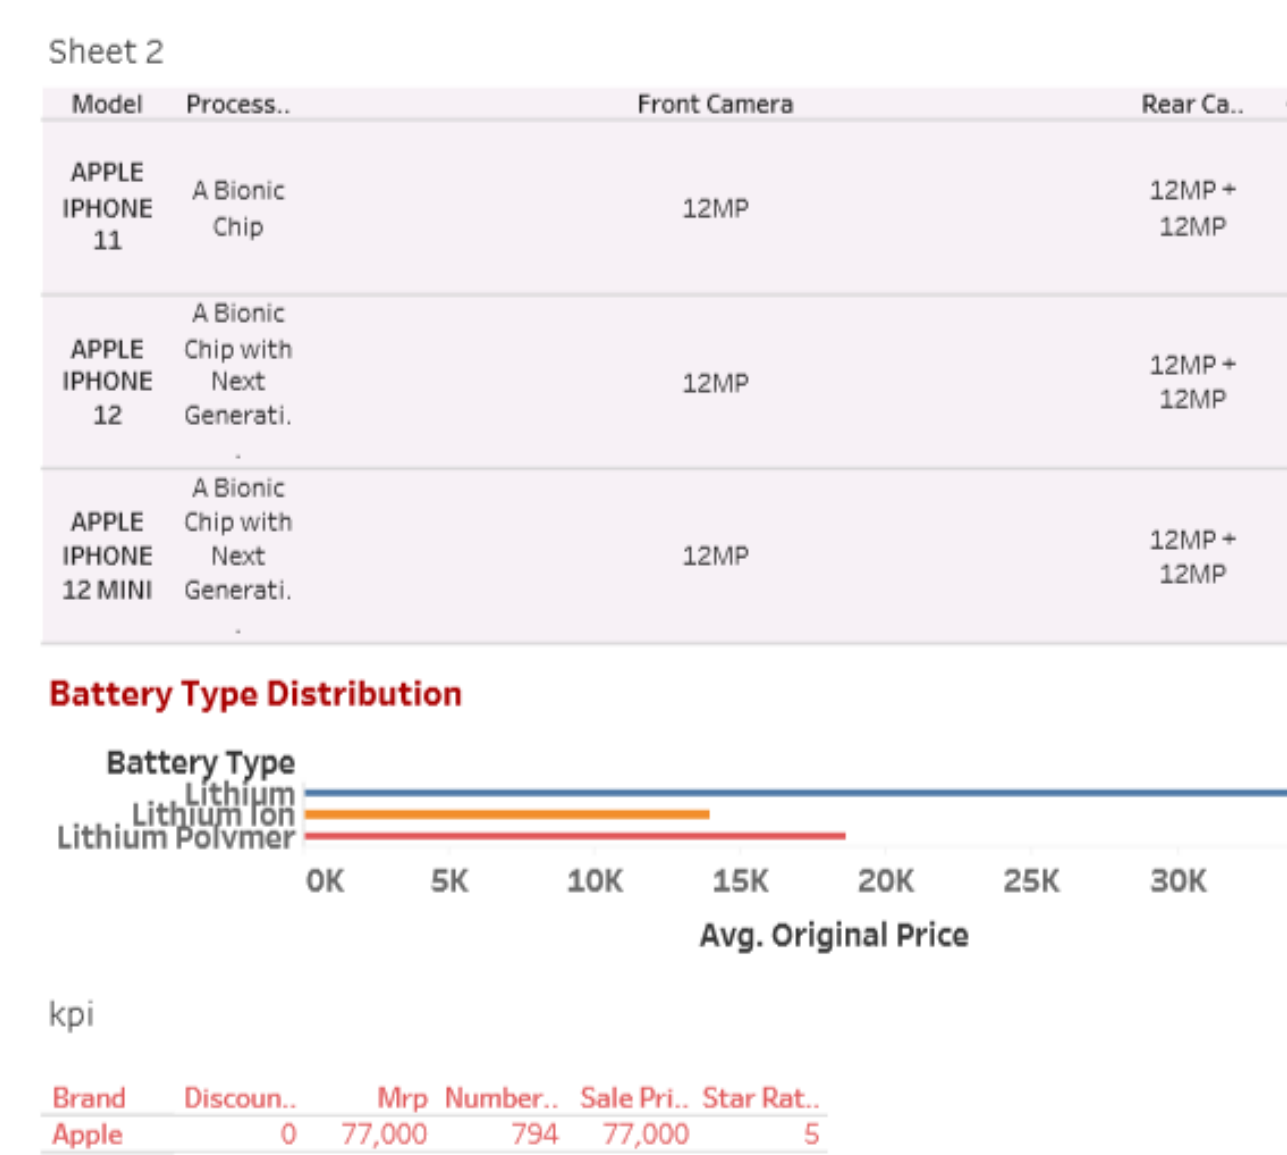 Sheet 2
Model Process.. Front Camera Rear Ca..
APPLE IPHONE 11 A Bionic Chip 12MP 12MP + 12MP
APPLE IPHONE 12 A Bionic Chip with Next Generati. . 12MP 12MP + 12MP
APPLE IPHONE 12 MINI A Bionic Chip with Next Generati. . 12MP 12MP + 12MP
Battery Type Distribution
Battery Type
Lithium
Lithium Ion
Lithium Polymer
0K 5K 10K 15K 20K 25K 30K
Avg. Original Price
kpi
Brand Discoun.. Mrp Number.. Sale Pri.. Star Rat..
Apple 0 77,000 794 77,000 5